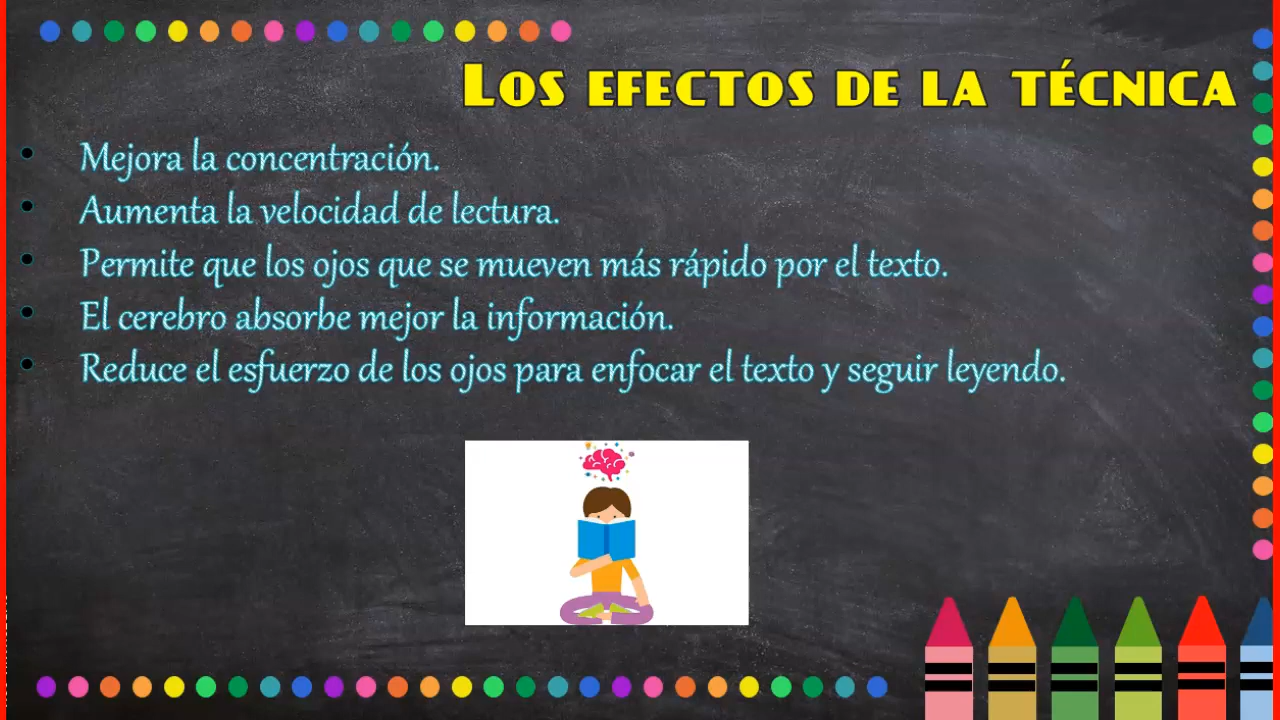 Los efectos de la técnica
• Mejora la concentración.
• Aumenta la velocidad de lectura.
• Permite que los ojos que se mueven más rápido por el texto.
• El cerebro absorbe mejor la información.
• Reduce el esfuerzo de los ojos para enfocar el texto y seguir leyendo.